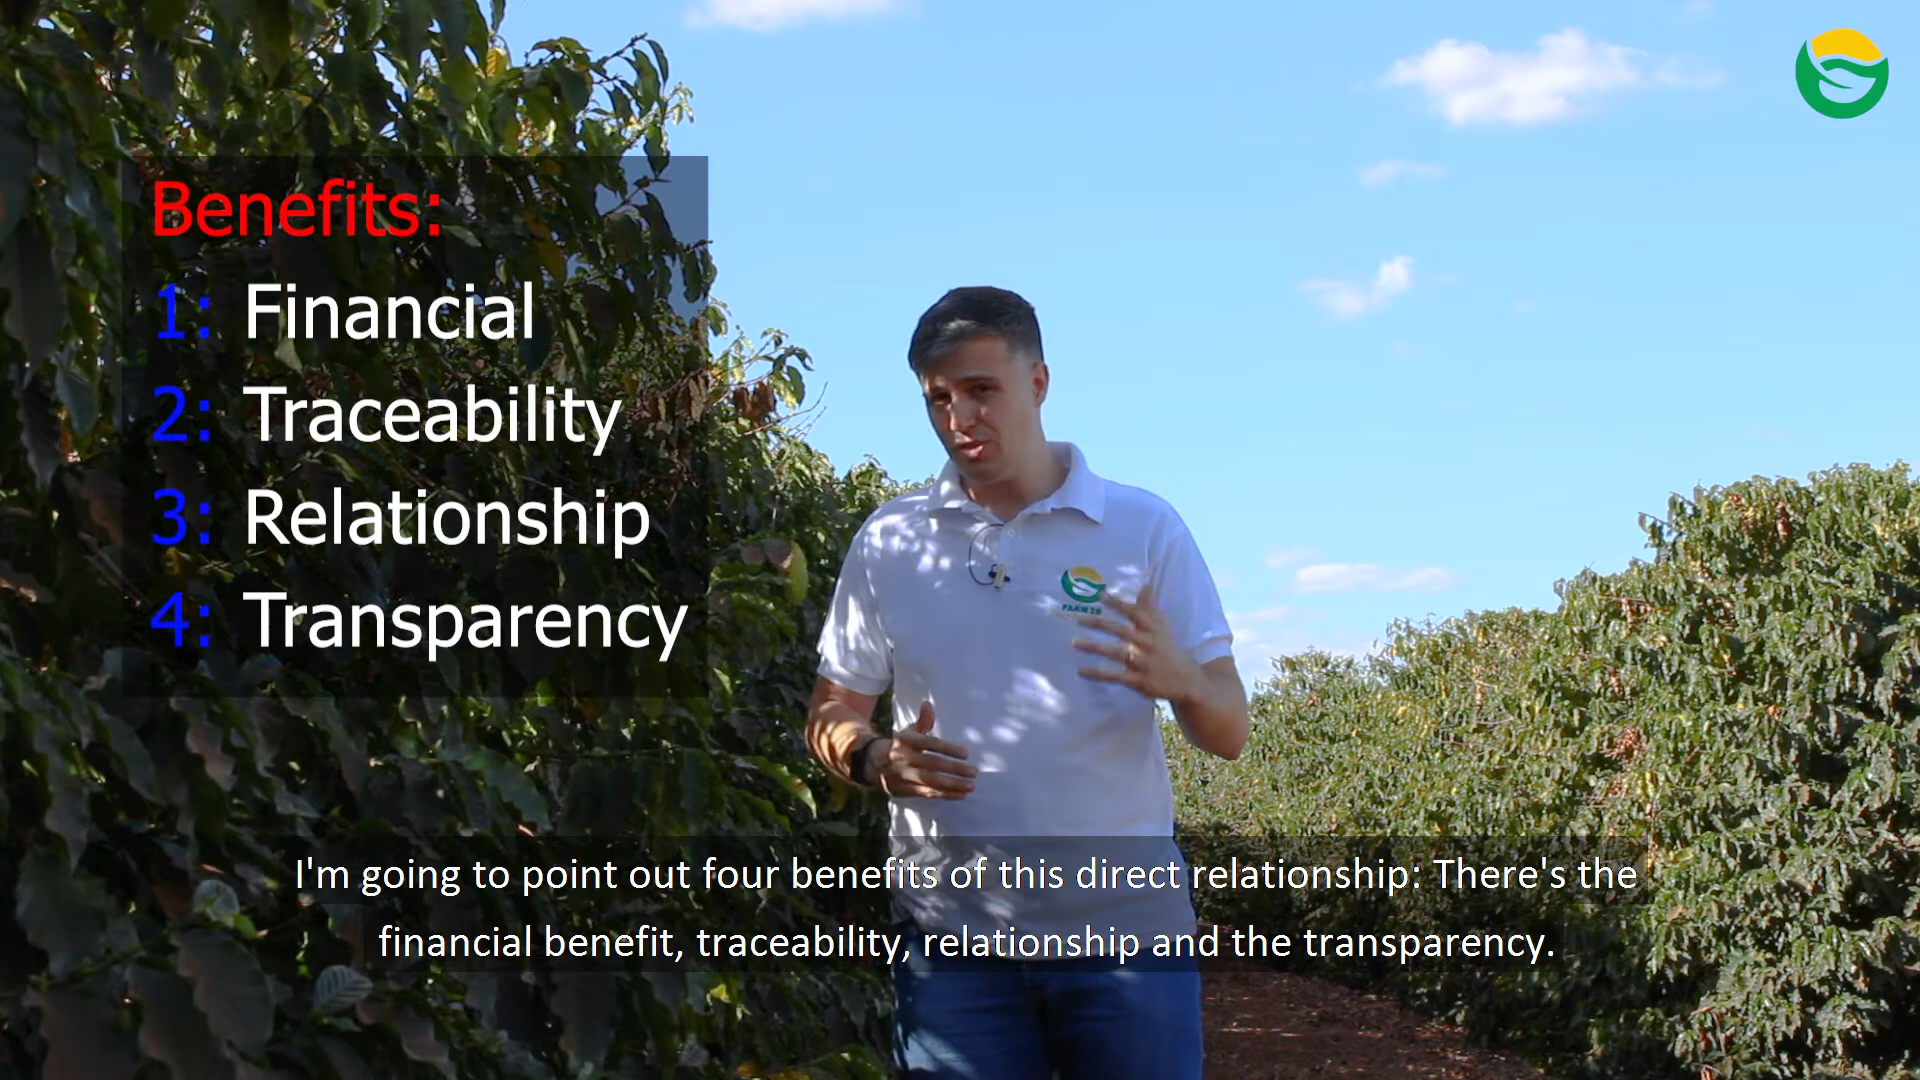 Benefits:
1: Financial
2: Traceability
3: Relationship
4: Transparency
FARM
I'm going to point out four benefits of this direct relationship: There's the
financial benefit, traceability, relationship and the transparency.